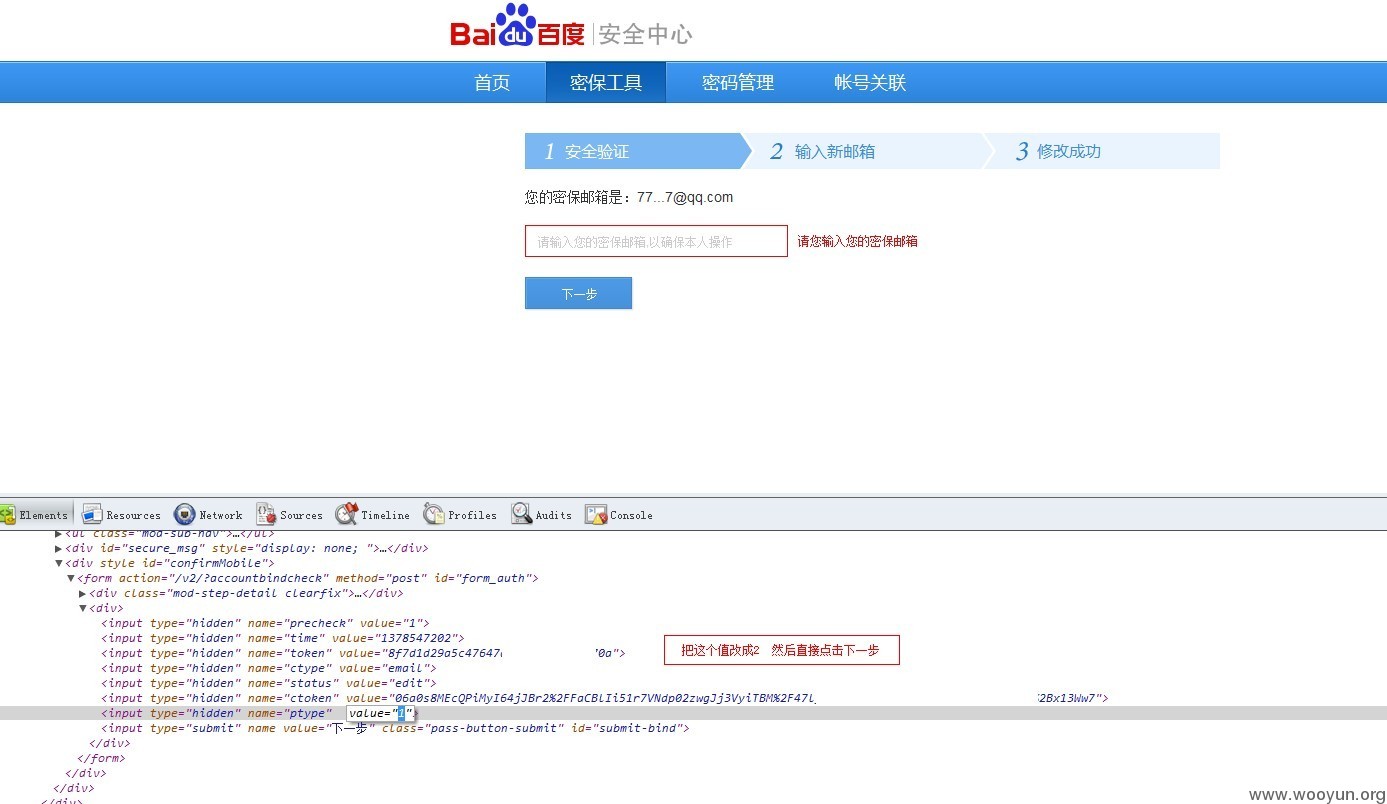 Bai du 百度 安全中心
首页 密保工具 密码管理 帐号关联
1 安全验证 2 输入新邮箱 3 修改成功
您的密保邮箱是：77...7@qq.com
请输入您的密保邮箱,以确保本人操作 请您输入您的密保邮箱
下一步
Elements Resources Network Sources Timeline Profiles Audits Console
▶<ul class="mod-sub-nav">…</ul>
▶<div id="secure_msg" style="display: none; ">…</div>
▼<div style id="confirmMobile">
▼<form action="/v2/?accountbindcheck" method="post" id="form_auth">
▶<div class="mod-step-detail clearfix">…</div>
▼<div>
<input type="hidden" name="precheck" value="1">
<input type="hidden" name="time" value="1378547202">
<input type="hidden" name="token" value="8f7d1d29a5c47647 '0a">
把这个值改成2 然后直接点击下一步
<input type="hidden" name="ctype" value="email">
<input type="hidden" name="status" value="edit">
<input type="hidden" name="ctoken" value="06a0s8MEcQPiMyI64jJBr2%2FFaCBlIi51r7VNdp02zwgJj3VyiTBM%2F47l 2Bx13Ww7">
<input type="hidden" name="ptype" value="1">
<input type="submit" name value="下一步" class="pass-button-submit" id="submit-bind">
</div>
</form>
</div>
</div>
</div>
www.wooyun.org